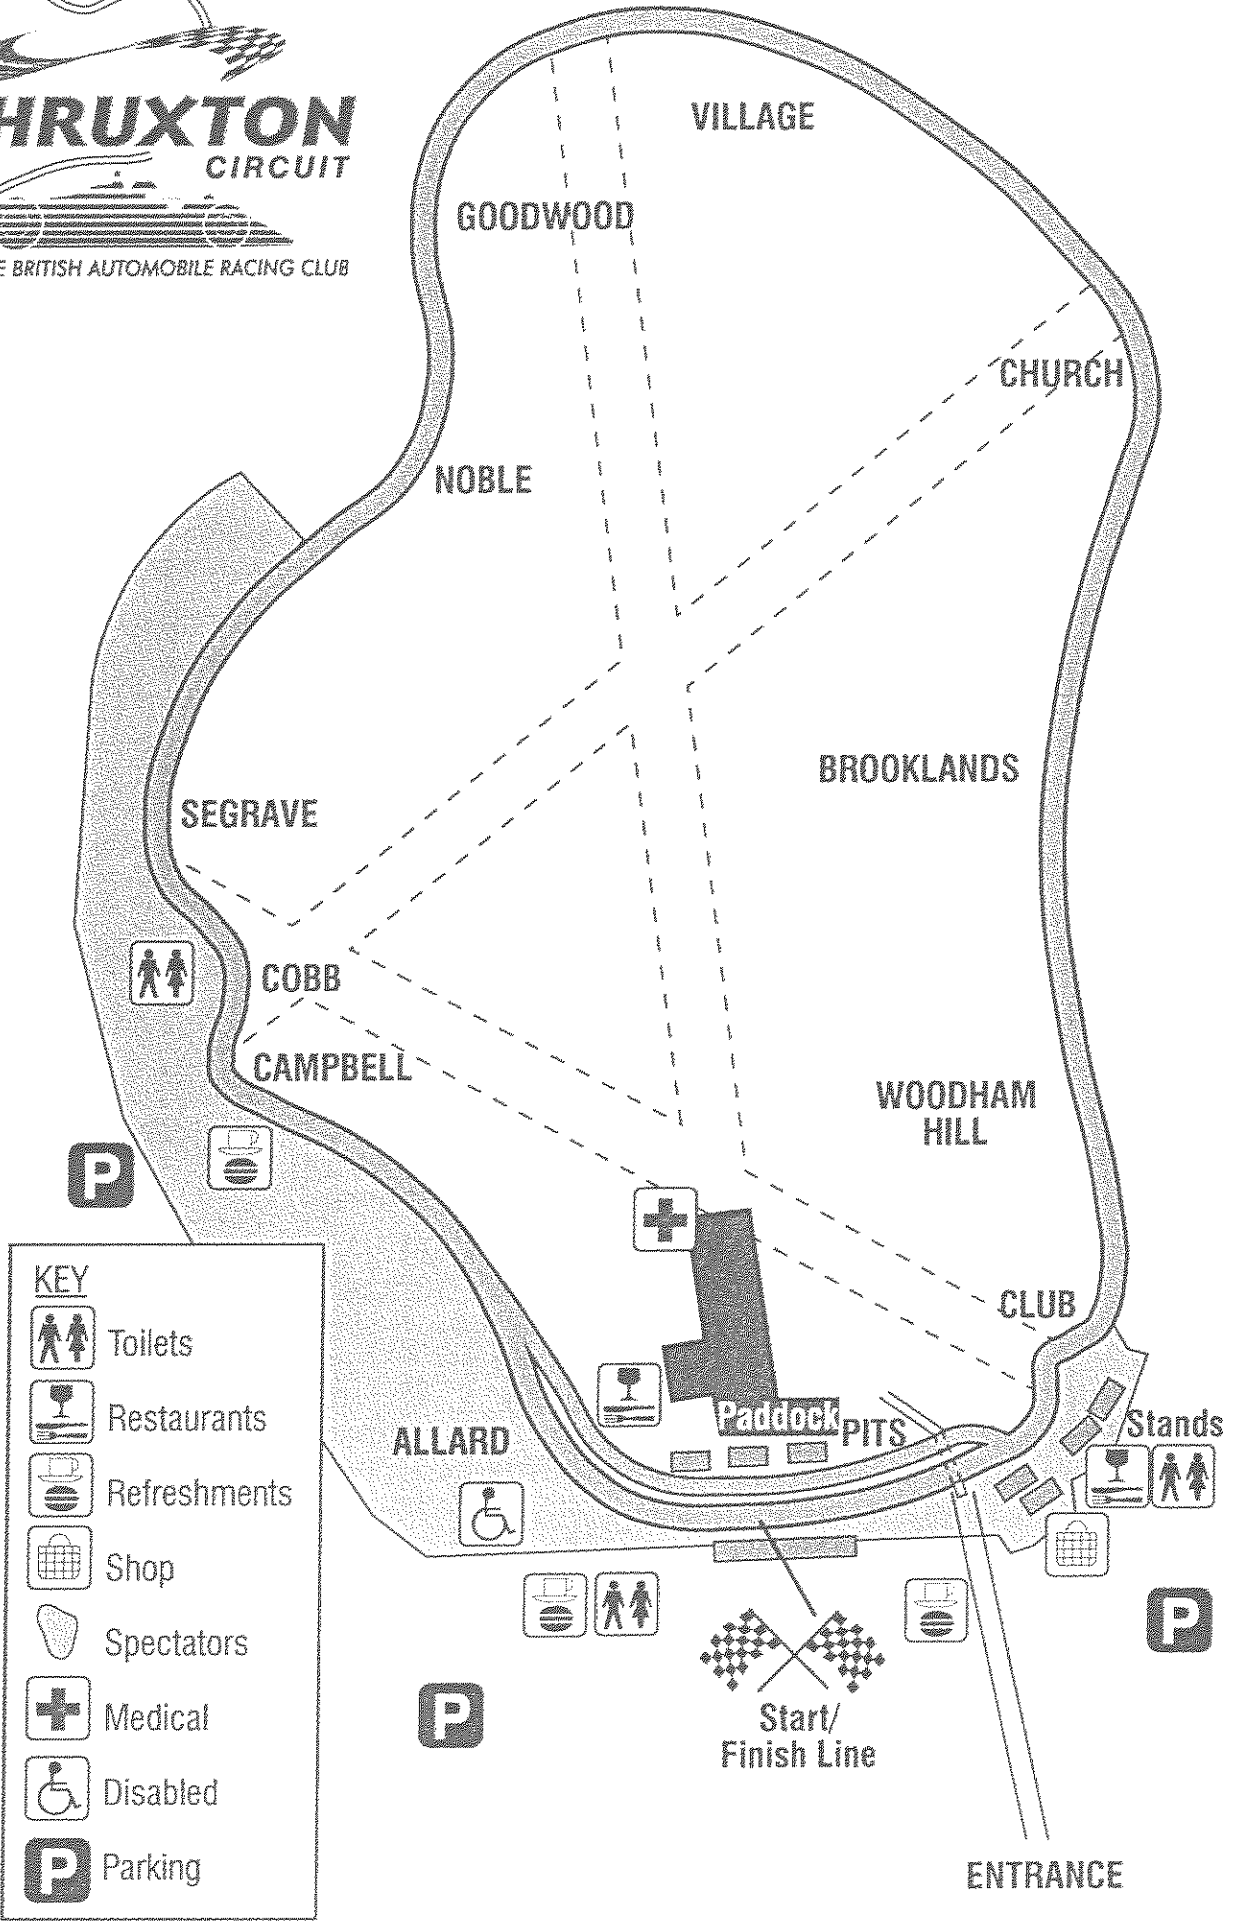 HRUXTON
CIRCUIT
E BRITISH AUTOMOBILE RACING CLUB
VILLAGE
GOODWOOD
CHURCH
NOBLE
BROOKLANDS
SEGRAVE
COBB
CAMPBELL
WOODHAM
HILL
CLUB
KEY
Toilets
Restaurants
Refreshments
Shop
Spectators
Medical
Disabled
P Parking
P
ALLARD
Paddock
PITS
Stands
P
P
Start/
Finish Line
ENTRANCE